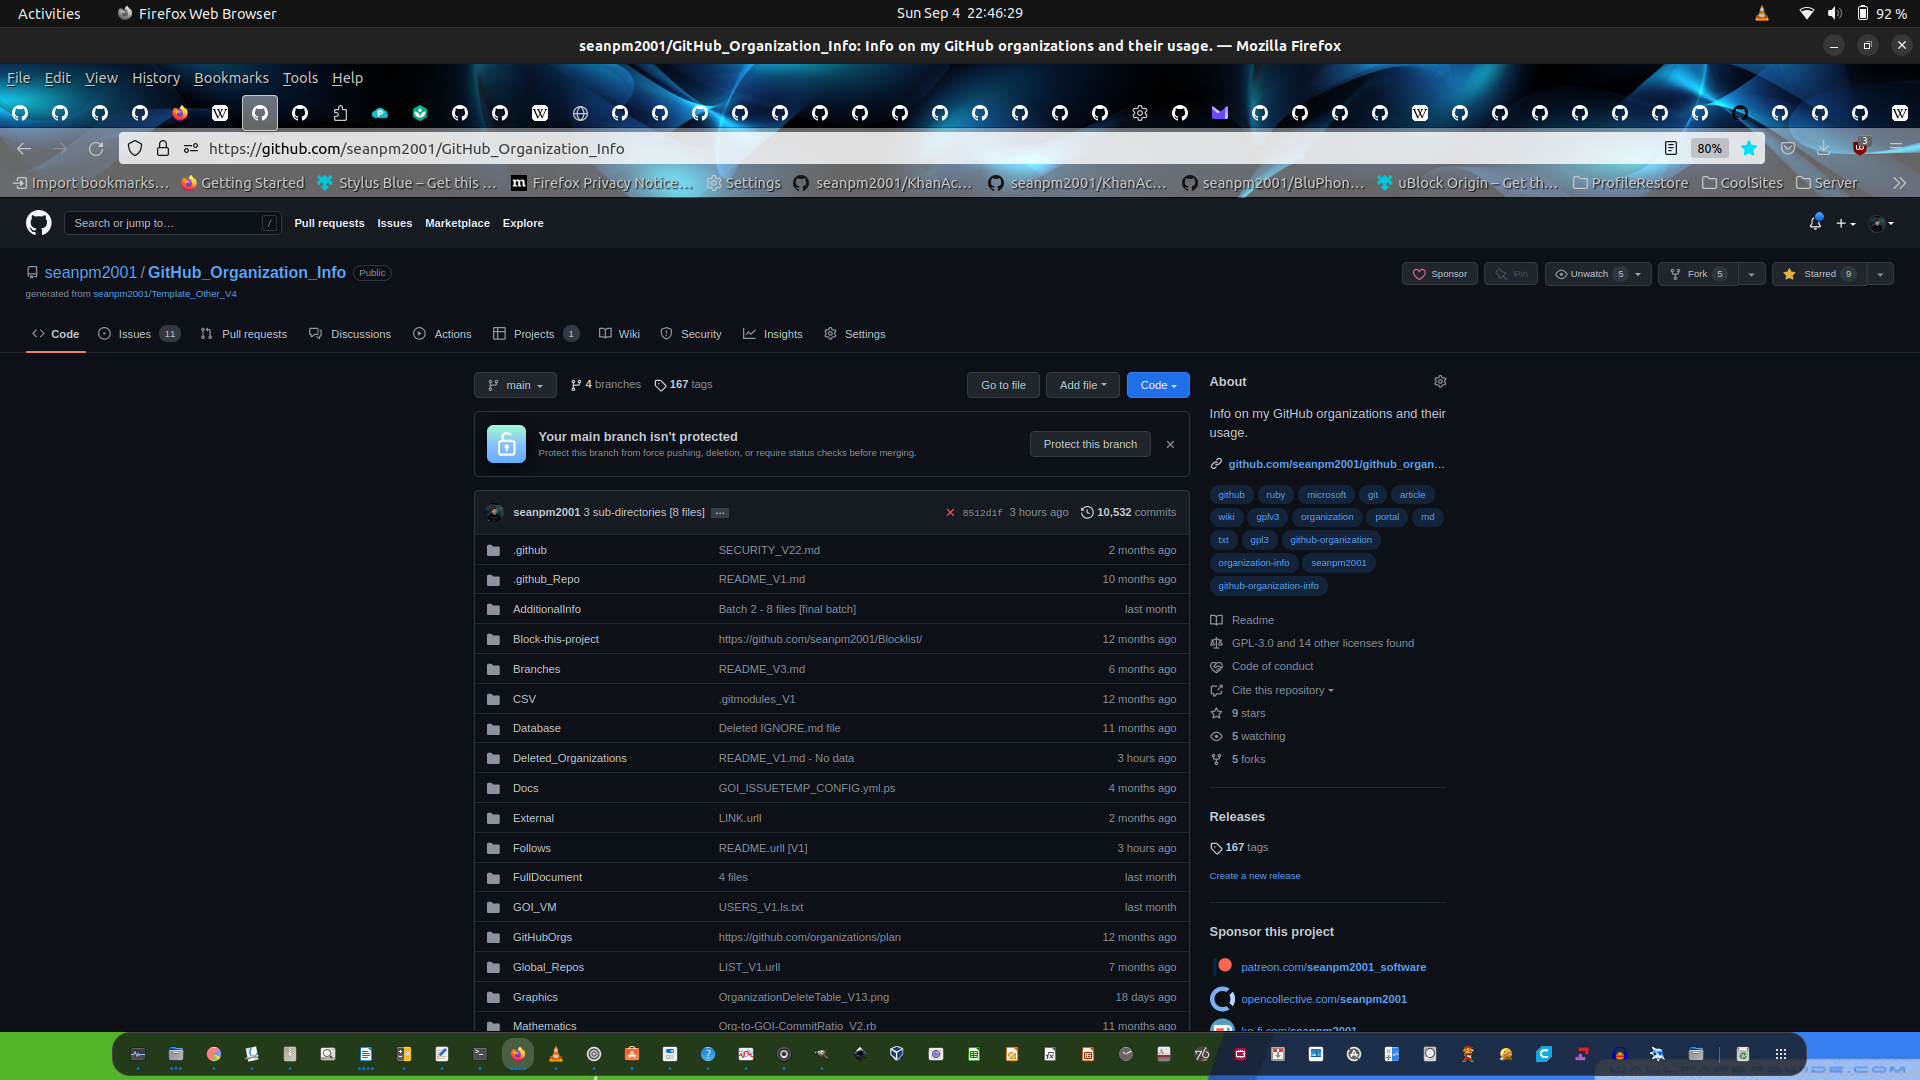 Activities Firefox Web Browser Sun Sep 4 22:46:29 92 %
seanpm2001/GitHub_Organization_Info: Info on my GitHub organizations and their usage. — Mozilla Firefox
File Edit View History Bookmarks Tools Help
https://github.com/seanpm2001/GitHub_Organization_Info 80% 3
Import bookmarks… Getting Started Stylus Blue – Get this … Firefox Privacy Notice… Settings seanpm2001/KhanAc… seanpm2001/KhanAc… seanpm2001/BluPhon… uBlock Origin – Get th… ProfileRestore CoolSites Server
Search or jump to… / Pull requests Issues Marketplace Explore
seanpm2001 / GitHub_Organization_Info Public Sponsor Pin Unwatch 5 Fork 5 Starred 9
generated from seanpm2001/Template_Other_V4
Code Issues 11 Pull requests Discussions Actions Projects 1 Wiki Security Insights Settings
main 4 branches 167 tags Go to file Add file Code
Your main branch isn't protected
Protect this branch from force pushing, deletion, or require status checks before merging.
Protect this branch
seanpm2001 3 sub-directories [8 files] ... 8512d1f 3 hours ago 10,532 commits
.github SECURITY_V22.md 2 months ago
.github_Repo README_V1.md 10 months ago
AdditionalInfo Batch 2 - 8 files [final batch] last month
Block-this-project https://github.com/seanpm2001/Blocklist/ 12 months ago
Branches README_V3.md 6 months ago
CSV .gitmodules_V1 12 months ago
Database Deleted IGNORE.md file 11 months ago
Deleted_Organizations README_V1.md - No data 3 hours ago
Docs GOI_ISSUETEMP_CONFIG.yml.ps 4 months ago
External LINK.urll 2 months ago
Follows README.urll [V1] 3 hours ago
FullDocument 4 files last month
GOI_VM USERS_V1.ls.txt last month
GitHubOrgs https://github.com/organizations/plan 12 months ago
Global_Repos LIST_V1.urll 7 months ago
Graphics OrganizationDeleteTable_V13.png 18 days ago
Mathematics Org-to-GOI-CommitRatio_V2.rb 11 months ago
About
Info on my GitHub organizations and their
usage.
github.com/seanpm2001/github_organ…
github ruby microsoft git article
wiki gplv3 organization portal md
txt gpl3 github-organization
organization-info seanpm2001
github-organization-info
Readme
GPL-3.0 and 14 other licenses found
Code of conduct
Cite this repository
9 stars
5 watching
5 forks
Releases
167 tags
Create a new release
Sponsor this project
patreon.com/seanpm2001_software
opencollective.com/seanpm2001
ko-fi.com/seanpm2001